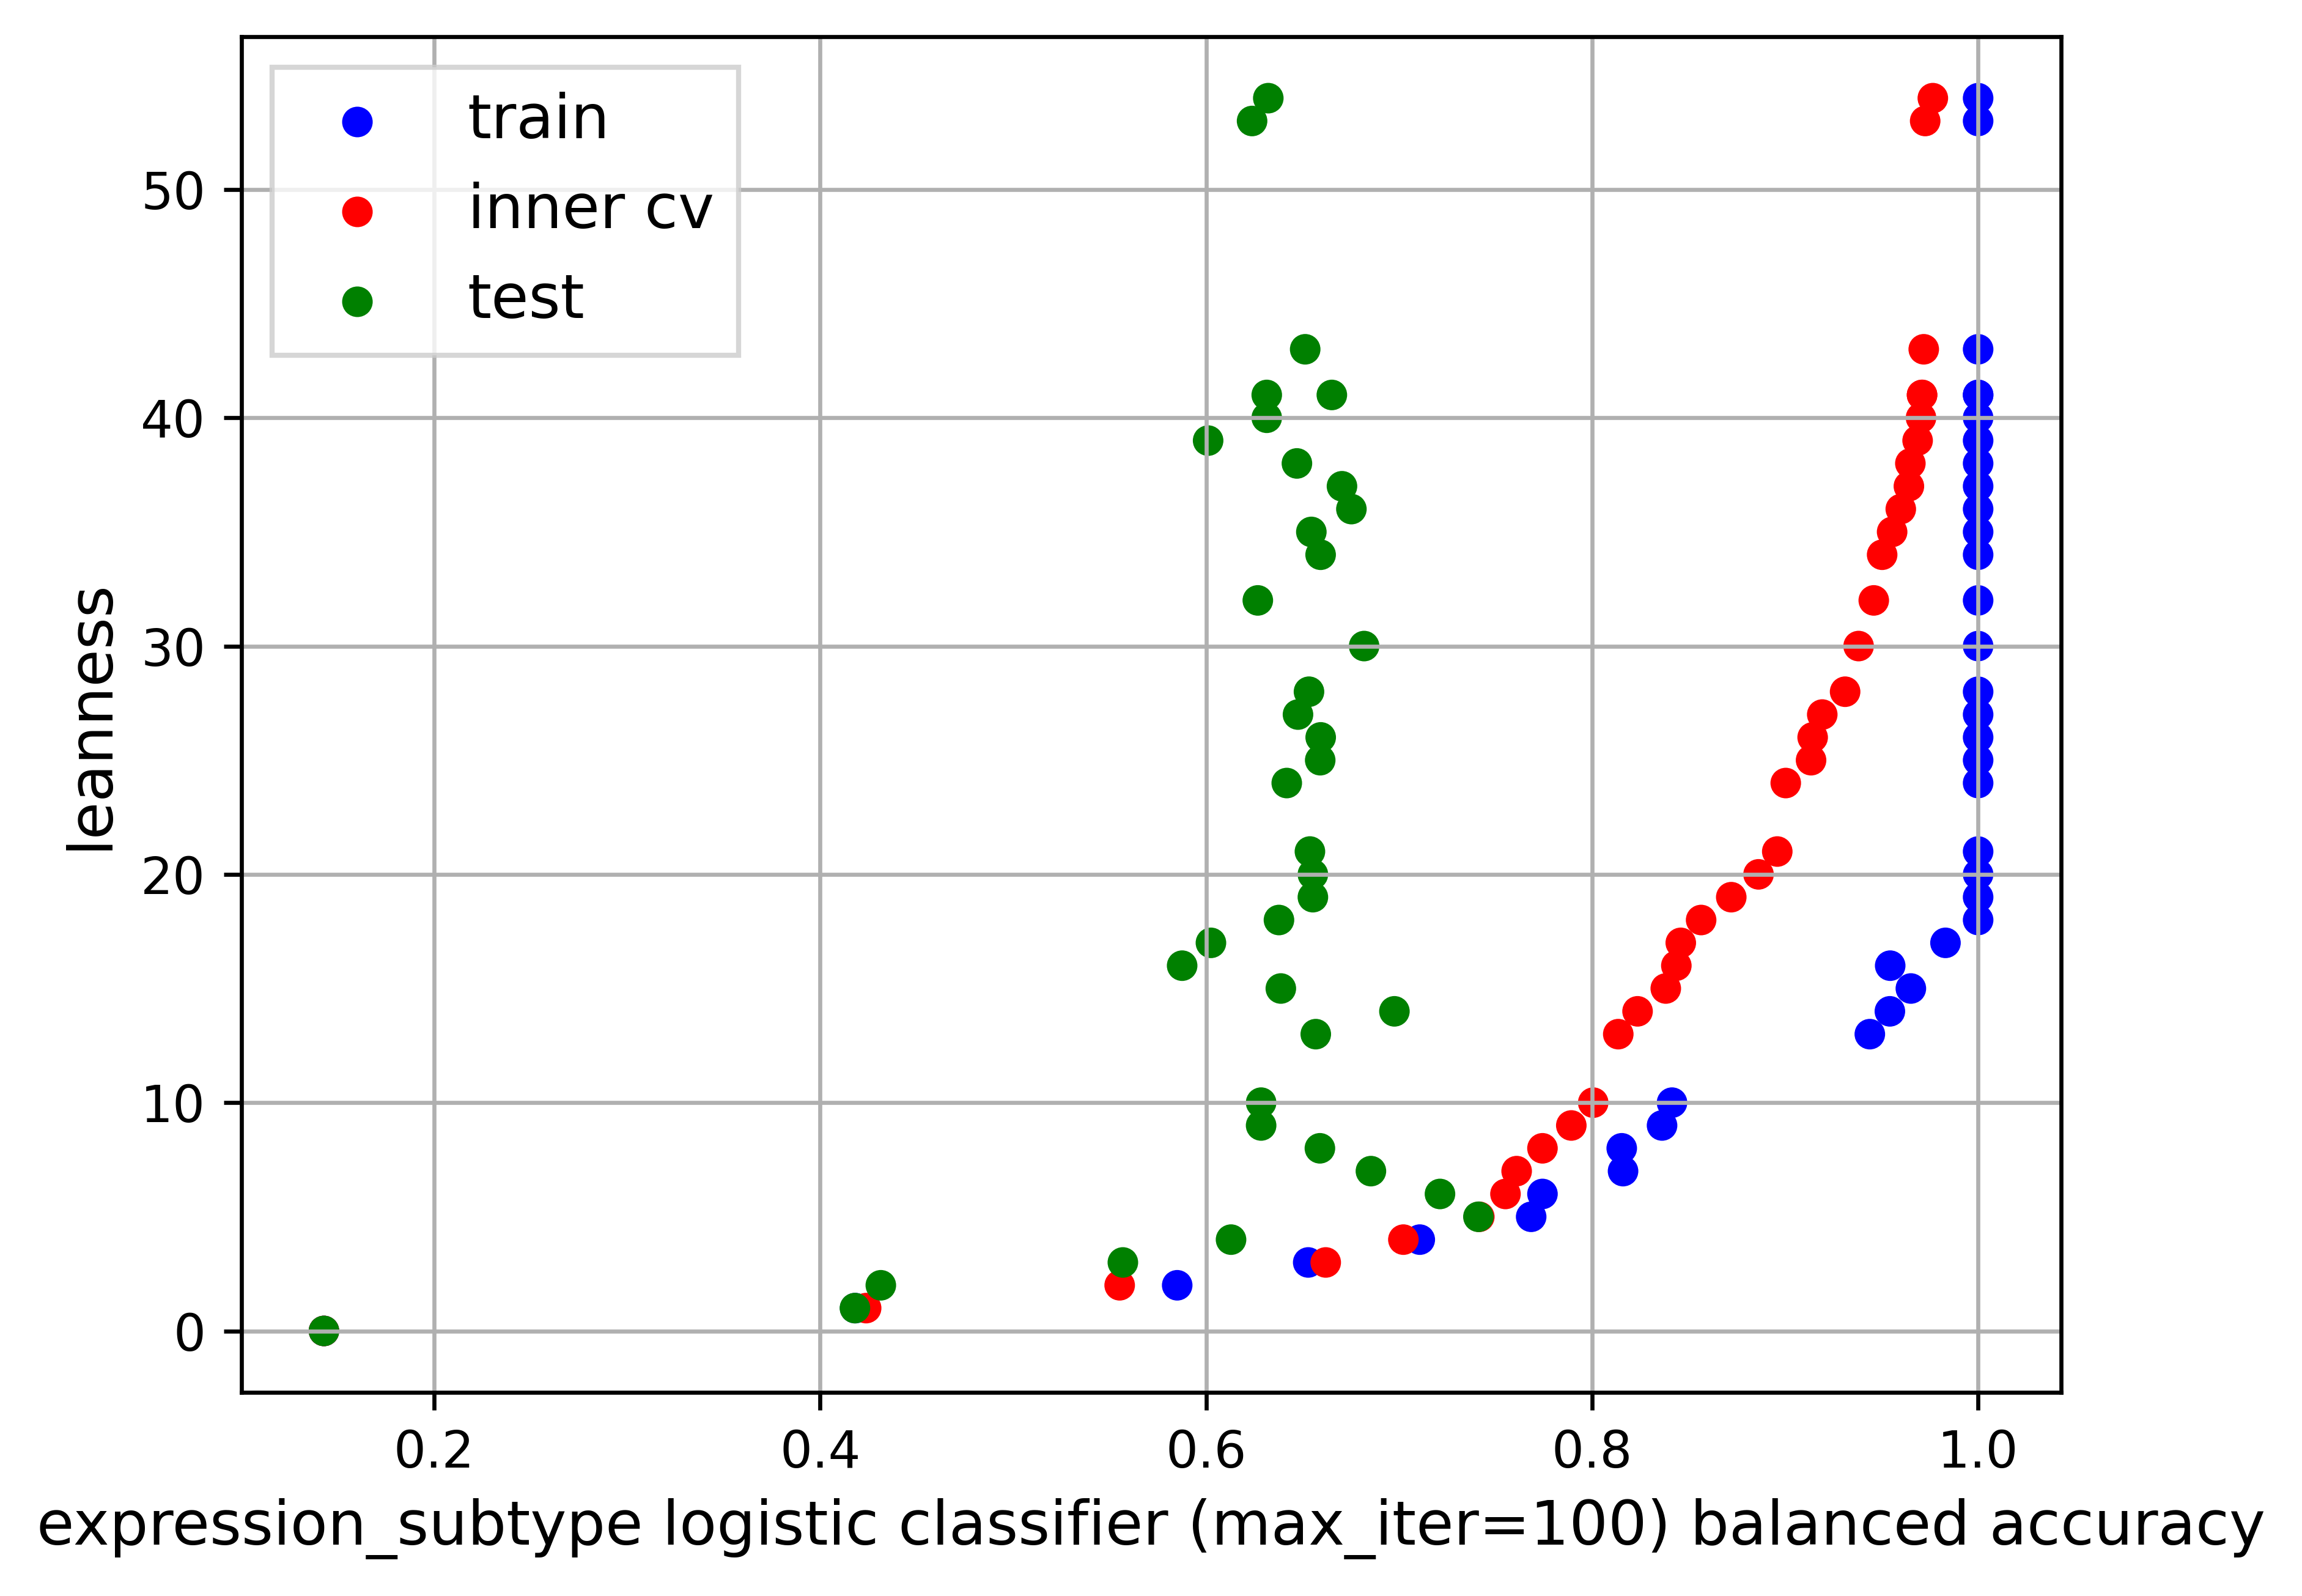 train
inner cv
test
50
40
30
20
10
0
leanness
0.2 0.4 0.6 0.8 1.0
expression_subtype logistic classifier (max_iter=100) balanced accuracy